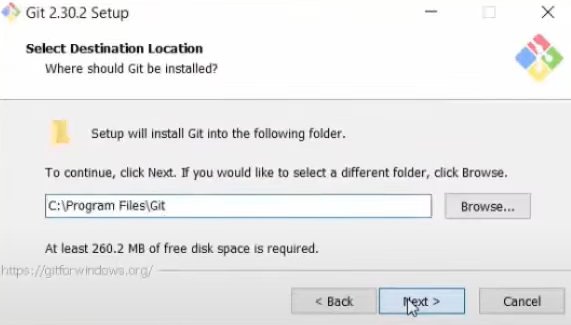 Git 2.30.2 Setup
Select Destination Location
Where should Git be installed?
Setup will install Git into the following folder.
To continue, click Next. If you would like to select a different folder, click Browse.
C:\Program Files\Git
Browse...
At least 260.2 MB of free disk space is required.
https://gitforwindows.org/
< Back
Next >
Cancel